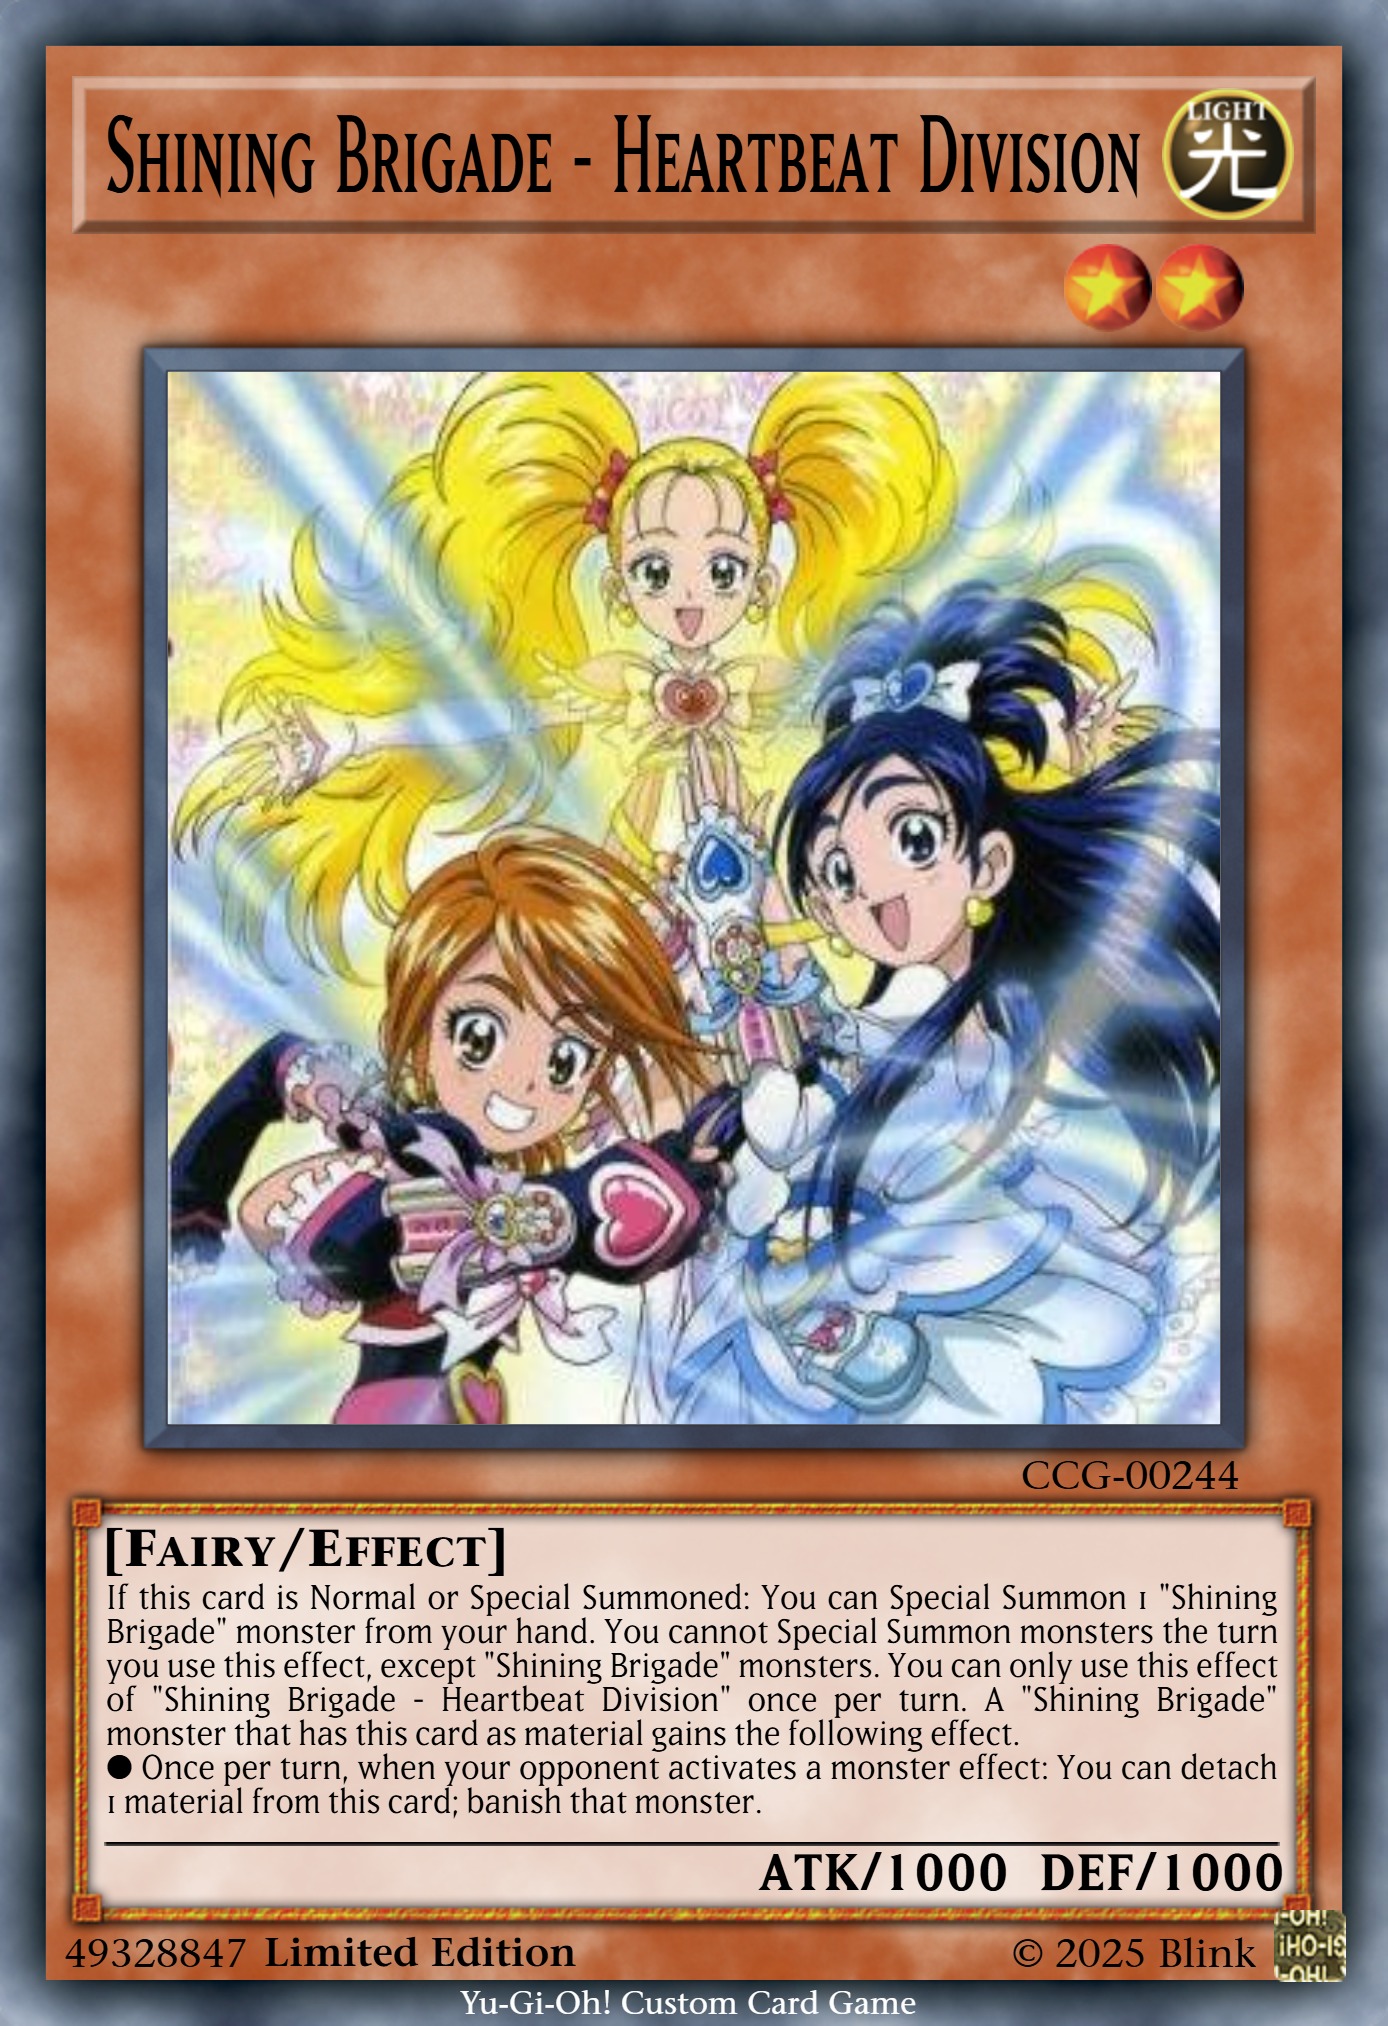 Shining Brigade - Heartbeat Division
LIGHT
光
CCG-00244
[Fairy/Effect]
If this card is Normal or Special Summoned: You can Special Summon 1 "Shining
Brigade" monster from your hand. You cannot Special Summon monsters the turn
you use this effect, except "Shining Brigade" monsters. You can only use this effect
of "Shining Brigade - Heartbeat Division" once per turn. A "Shining Brigade"
monster that has this card as material gains the following effect.
● Once per turn, when your opponent activates a monster effect: You can detach
1 material from this card; banish that monster.
ATK/1000 DEF/1000
49328847 Limited Edition
© 2025 Blink
Yu-Gi-Oh! Custom Card Game